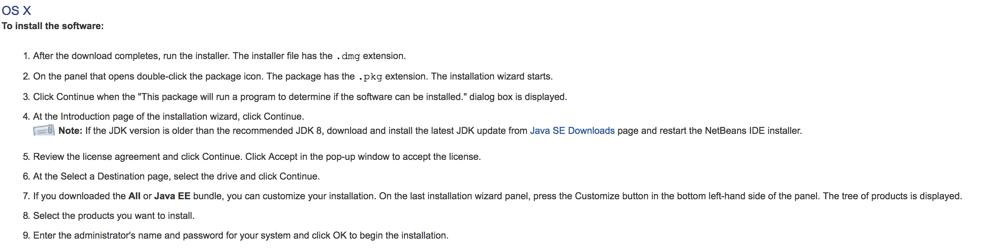 OS X
To install the software:
1. After the download completes, run the installer. The installer file has the .dmg extension.
2. On the panel that opens double-click the package icon. The package has the .pkg extension. The installation wizard starts.
3. Click Continue when the "This package will run a program to determine if the software can be installed." dialog box is displayed.
4. At the Introduction page of the installation wizard, click Continue.
Note: If the JDK version is older than the recommended JDK 8, download and install the latest JDK update from Java SE Downloads page and restart the NetBeans IDE installer.
5. Review the license agreement and click Continue. Click Accept in the pop-up window to accept the license.
6. At the Select a Destination page, select the drive and click Continue.
7. If you downloaded the All or Java EE bundle, you can customize your installation. On the last installation wizard panel, press the Customize button in the bottom left-hand side of the panel. The tree of products is displayed.
8. Select the products you want to install.
9. Enter the administrator's name and password for your system and click OK to begin the installation.